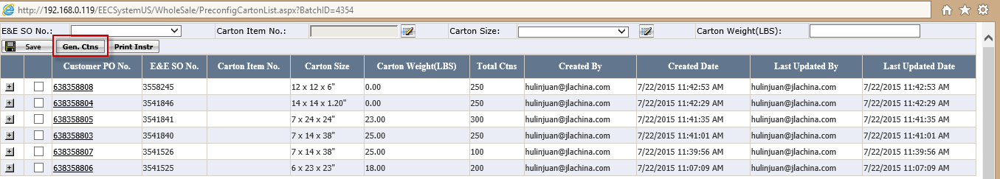 http://192.168.0.119/EECSystemUS/WholeSale/PreconfigCartonList.aspx?BatchID=4354
E&E SO No.: Carton Item No.: Carton Size: Carton Weight(LBS):
Save Gen. Ctns Print Instr
Customer PO No. E&E SO No. Carton Item No. Carton Size Carton Weight(LBS) Total Ctns Created By Created Date Last Updated By Last Updated Date
638358808 3558245 12 x 12 x 6" 0.00 250 hulinjuan@jlachina.com 7/22/2015 11:42:53 AM hulinjuan@jlachina.com 7/22/2015 11:42:53 AM
638358804 3541846 14 x 14 x 1.20" 0.00 250 hulinjuan@jlachina.com 7/22/2015 11:42:29 AM hulinjuan@jlachina.com 7/22/2015 11:42:29 AM
638358805 3541841 7 x 24 x 24" 23.00 300 hulinjuan@jlachina.com 7/22/2015 11:41:35 AM hulinjuan@jlachina.com 7/22/2015 11:41:35 AM
638358803 3541840 7 x 14 x 38" 25.00 250 hulinjuan@jlachina.com 7/22/2015 11:41:01 AM hulinjuan@jlachina.com 7/22/2015 11:41:01 AM
638358807 3541526 7 x 14 x 38" 25.00 100 hulinjuan@jlachina.com 7/22/2015 11:39:56 AM hulinjuan@jlachina.com 7/22/2015 11:39:56 AM
638358806 3541525 6 x 23 x 23" 18.00 200 hulinjuan@jlachina.com 7/22/2015 11:07:09 AM hulinjuan@jlachina.com 7/22/2015 11:07:09 AM